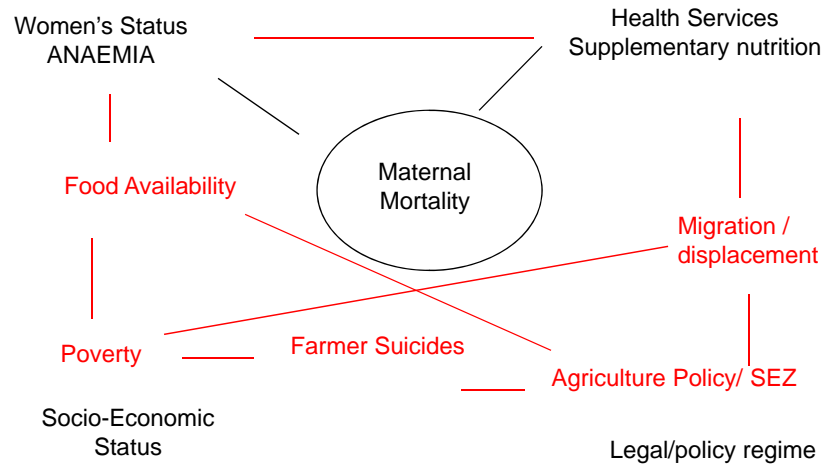 Women's Status
ANAEMIA
Health Services
Supplementary nutrition
Maternal
Mortality
Food Availability
Migration /
displacement
Poverty
Farmer Suicides
Agriculture Policy/ SEZ
Socio-Economic
Status
Legal/policy regime